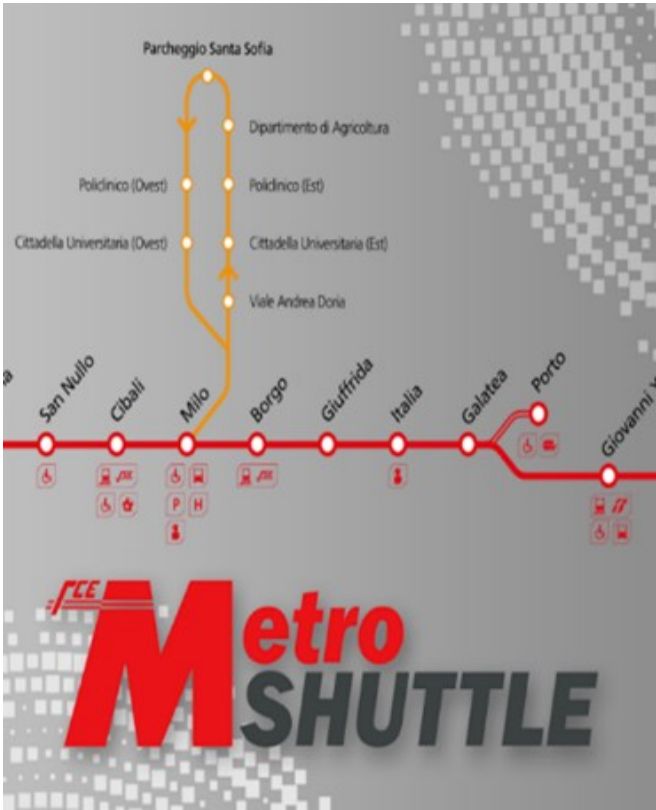 Parcheggio Santa Sofia
Dipartimento di Agricoltura
Policlinico (Ovest)
Policlinico (Est)
Cittadella Universitaria (Ovest)
Cittadella Universitaria (Est)
Viale Andrea Doria
San Nullo
Cibali
Milo
Borgo
Giuffrida
Italia
Galatea
Porto
Giovanni
P H
FCE
Metro
SHUTTLE